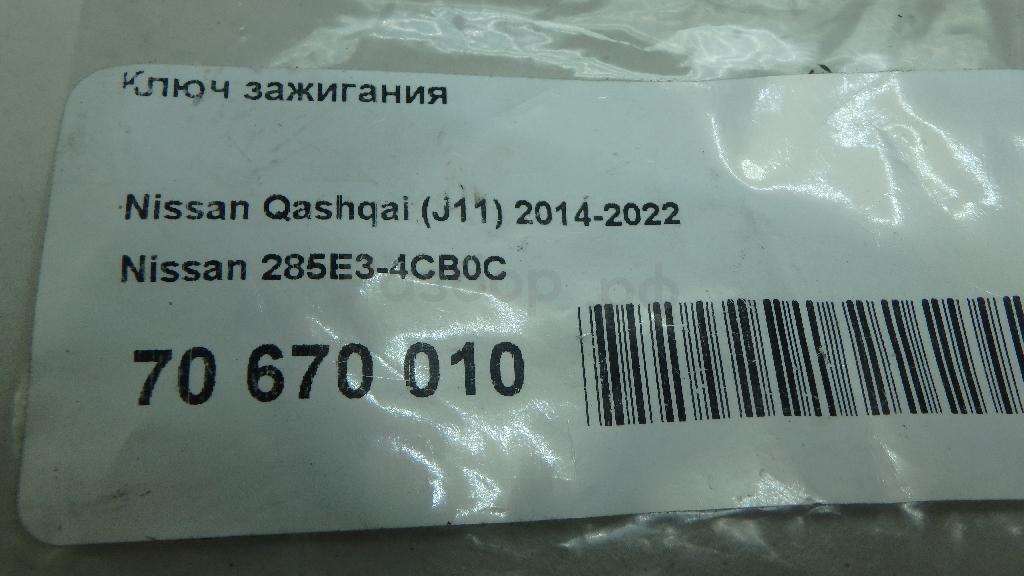 Ключ зажигания
Nissan Qashqai (J11) 2014-2022
Nissan 285E3-4CB0C
70 670 010